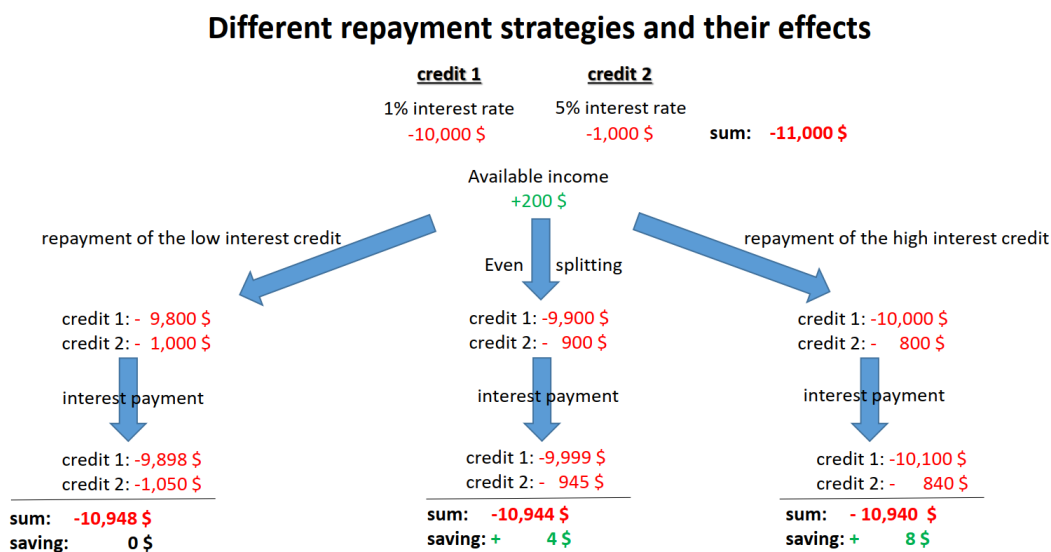 Different repayment strategies and their effects
credit 1 credit 2
1% interest rate 5% interest rate
-10,000 $ -1,000 $ sum: -11,000 $
Available income
+200 $
repayment of the low interest credit
Even splitting
repayment of the high interest credit
credit 1: - 9,800 $
credit 2: - 1,000 $
interest payment
credit 1: -9,898 $
credit 2: -1,050 $
sum: -10,948 $
saving: 0 $
credit 1: -9,900 $
credit 2: - 900 $
interest payment
credit 1: -9,999 $
credit 2: - 945 $
sum: -10,944 $
saving: + 4 $
credit 1: -10,000 $
credit 2: - 800 $
interest payment
credit 1: -10,100 $
credit 2: - 840 $
sum: - 10,940 $
saving: + 8 $